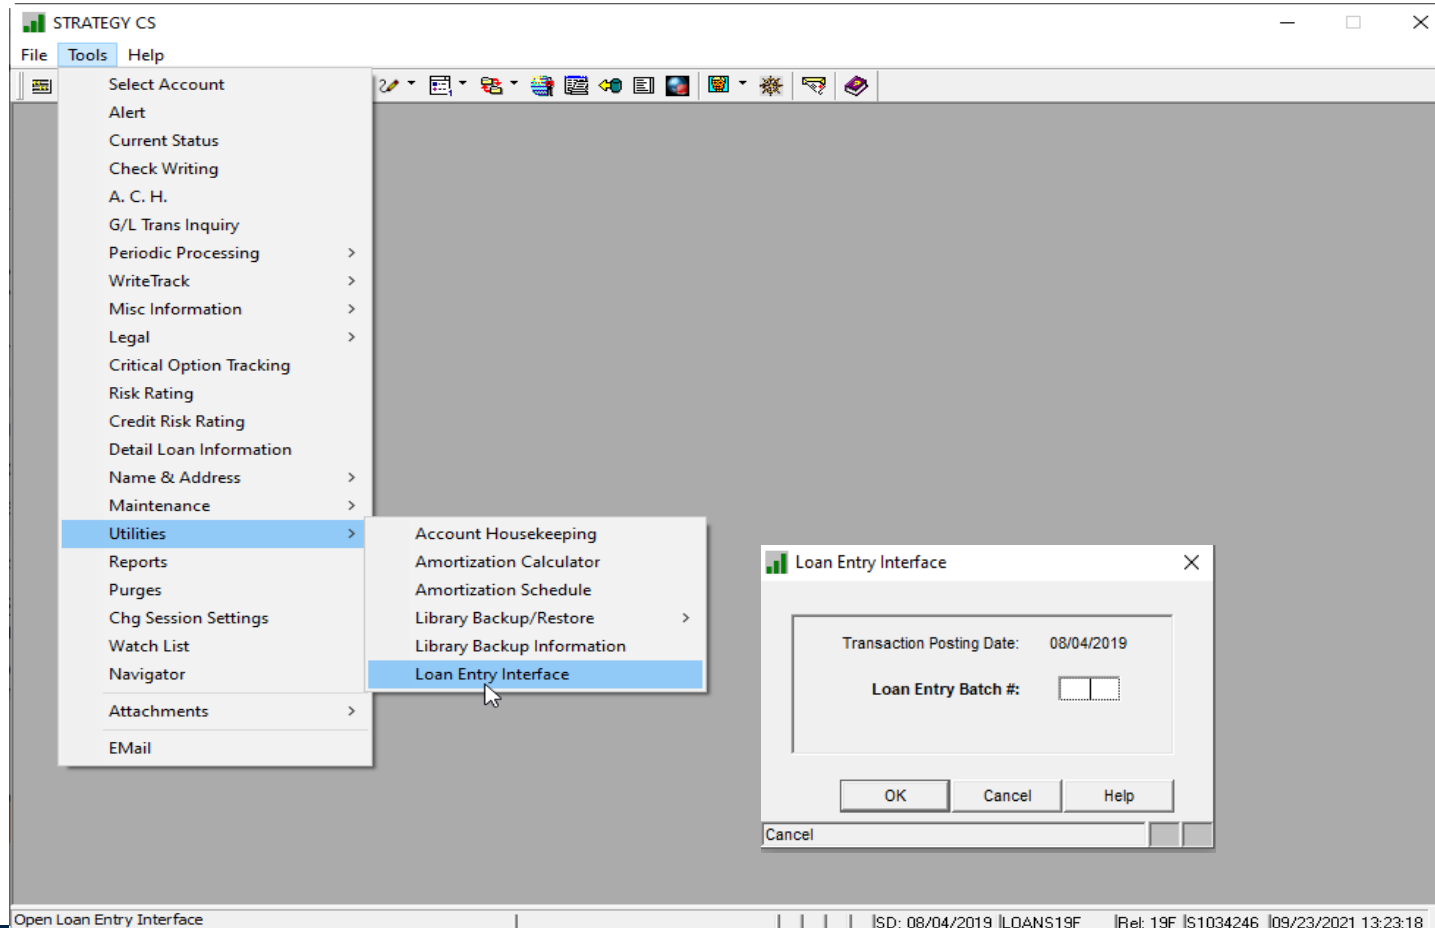 STRATEGY CS
File Tools Help
Select Account
Alert
Current Status
Check Writing
A. C. H.
G/L Trans Inquiry
Periodic Processing
WriteTrack
Misc Information
Legal
Critical Option Tracking
Risk Rating
Credit Risk Rating
Detail Loan Information
Name & Address
Maintenance
Utilities
Reports
Purges
Chg Session Settings
Watch List
Navigator
Attachments
EMail
Account Housekeeping
Amortization Calculator
Amortization Schedule
Library Backup/Restore
Library Backup Information
Loan Entry Interface
Loan Entry Interface
Transaction Posting Date: 08/04/2019
Loan Entry Batch #:
OK Cancel Help
Cancel
Open Loan Entry Interface SD: 08/04/2019 LOANS19F Rel: 19F S1034246 09/23/2021 13:23:18